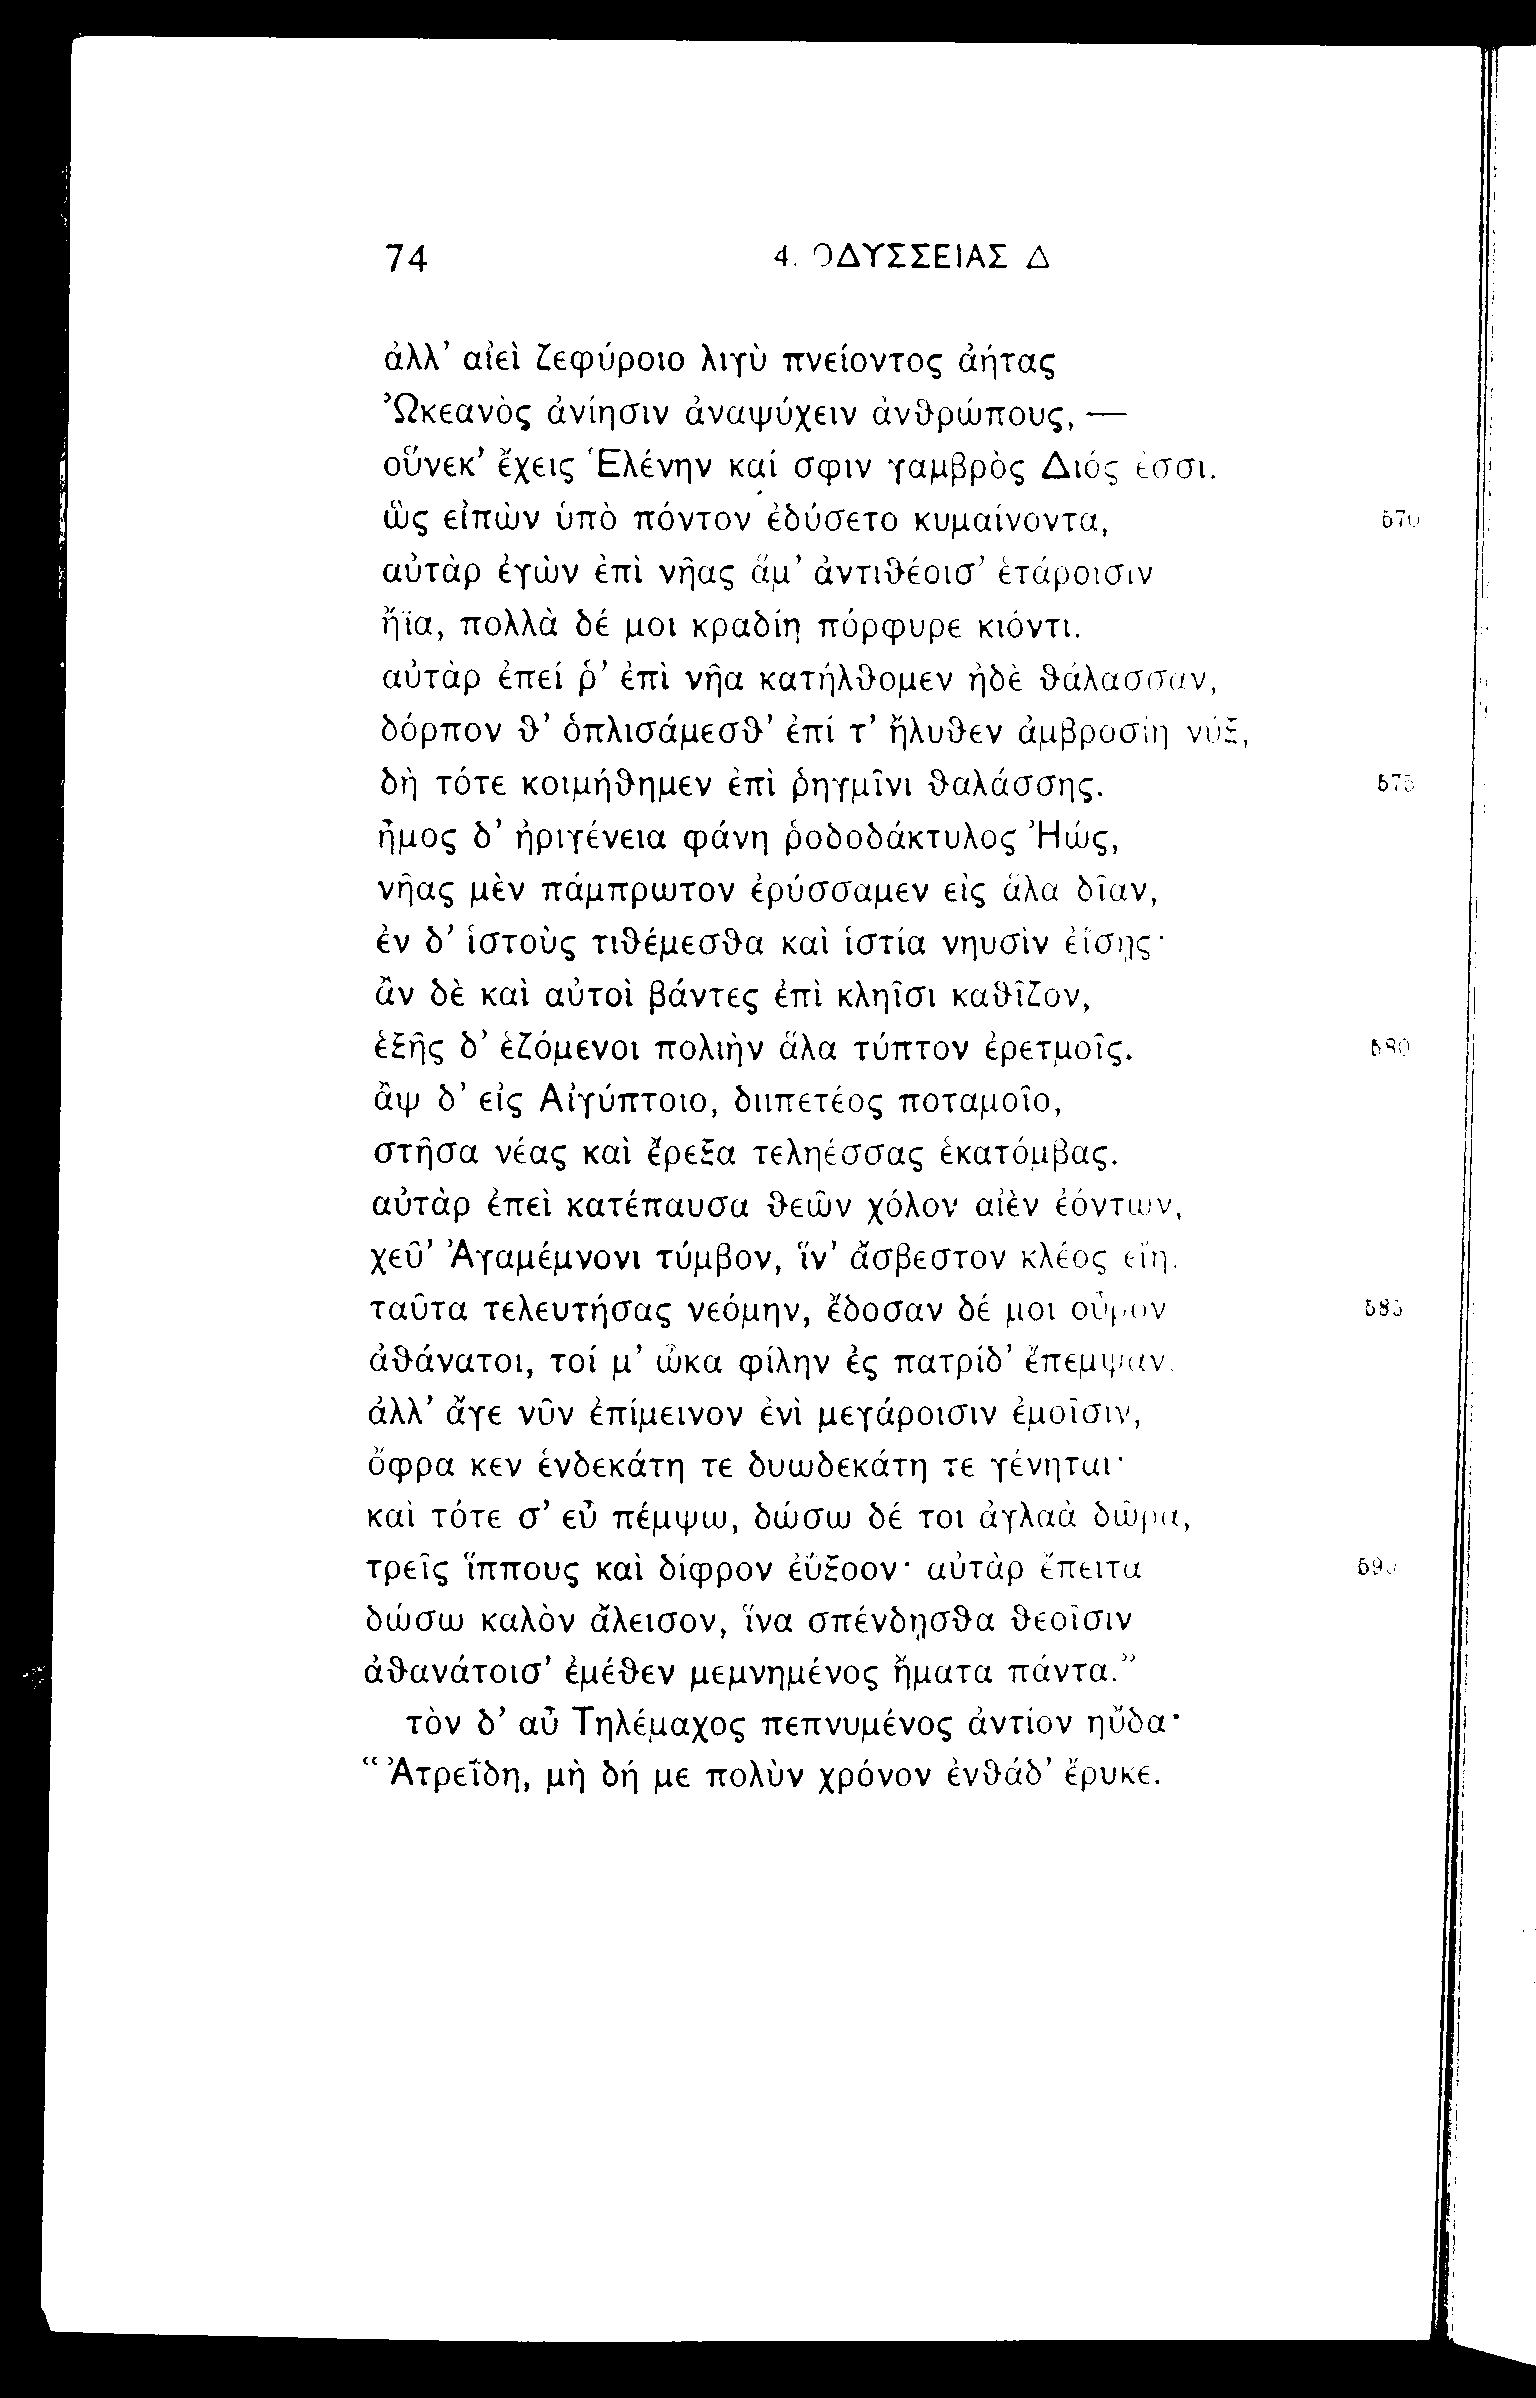 74 4. ΟΔΥΣΣΕΙΑΣ Δ
ἀλλ’ αἰεὶ ζεφύροιο λιγὺ πνείοντος ἀήτας
Ὠκεανὸς ἀνίησιν ἀναψύχειν ἀνθρώπους, —
οὕνεκ’ ἔχεις Ἑλένην καί σφιν γαμβρὸς Διός ἐσσι.
ὣς εἰπὼν ὑπὸ πόντον ἐδύσετο κυμαίνοντα, 570
αὐτὰρ ἐγὼν ἐπὶ νῆας ἅμ’ ἀντιθέοισ’ ἑτάροισιν
ἤϊα, πολλὰ δέ μοι κραδίη πόρφυρε κιόντι.
αὐτὰρ ἐπεί ῥ’ ἐπὶ νῆα κατήλθομεν ἠδὲ θάλασσαν,
δόρπον θ’ ὁπλισάμεσθ’ ἐπί τ’ ἤλυθεν ἀμβροσίη νύξ,
δὴ τότε κοιμήθημεν ἐπὶ ῥηγμῖνι θαλάσσης. 575
ἦμος δ’ ἠριγένεια φάνη ῥοδοδάκτυλος Ἠώς,
νῆας μὲν πάμπρωτον ἐρύσσαμεν εἰς ἅλα δῖαν,
ἐν δ’ ἱστοὺς τιθέμεσθα καὶ ἱστία νηυσὶν ἐίσῃς·
ἂν δὲ καὶ αὐτοὶ βάντες ἐπὶ κληῖσι καθῖζον,
ἑξῆς δ’ ἑζόμενοι πολιὴν ἅλα τύπτον ἐρετμοῖς. 580
ἂψ δ’ εἰς Αἰγύπτοιο, διιπετέος ποταμοῖο,
στῆσα νέας καὶ ἔρεξα τεληέσσας ἑκατόμβας.
αὐτὰρ ἐπεὶ κατέπαυσα θεῶν χόλον αἰὲν ἐόντων,
χεῦ’ Ἀγαμέμνονι τύμβον, ἵν’ ἄσβεστον κλέος εἴη.
ταῦτα τελευτήσας νεόμην, ἔδοσαν δέ μοι οὖρον 585
ἀθάνατοι, τοί μ’ ὦκα φίλην ἐς πατρίδ’ ἔπεμψαν.
ἀλλ’ ἄγε νῦν ἐπίμεινον ἐνὶ μεγάροισιν ἐμοῖσιν,
ὄφρα κεν ἑνδεκάτη τε δυωδεκάτη τε γένηται·
καὶ τότε σ’ εὖ πέμψω, δώσω δέ τοι ἀγλαὰ δῶρα,
τρεῖς ἵππους καὶ δίφρον ἐΰξοον· αὐτὰρ ἔπειτα 590
δώσω καλὸν ἄλεισον, ἵνα σπένδῃσθα θεοῖσιν
ἀθανάτοισ’ ἐμέθεν μεμνημένος ἤματα πάντα.”
τὸν δ’ αὖ Τηλέμαχος πεπνυμένος ἀντίον ηὔδα·
“Ἀτρεΐδη, μὴ δή με πολὺν χρόνον ἐνθάδ’ ἔρυκε.